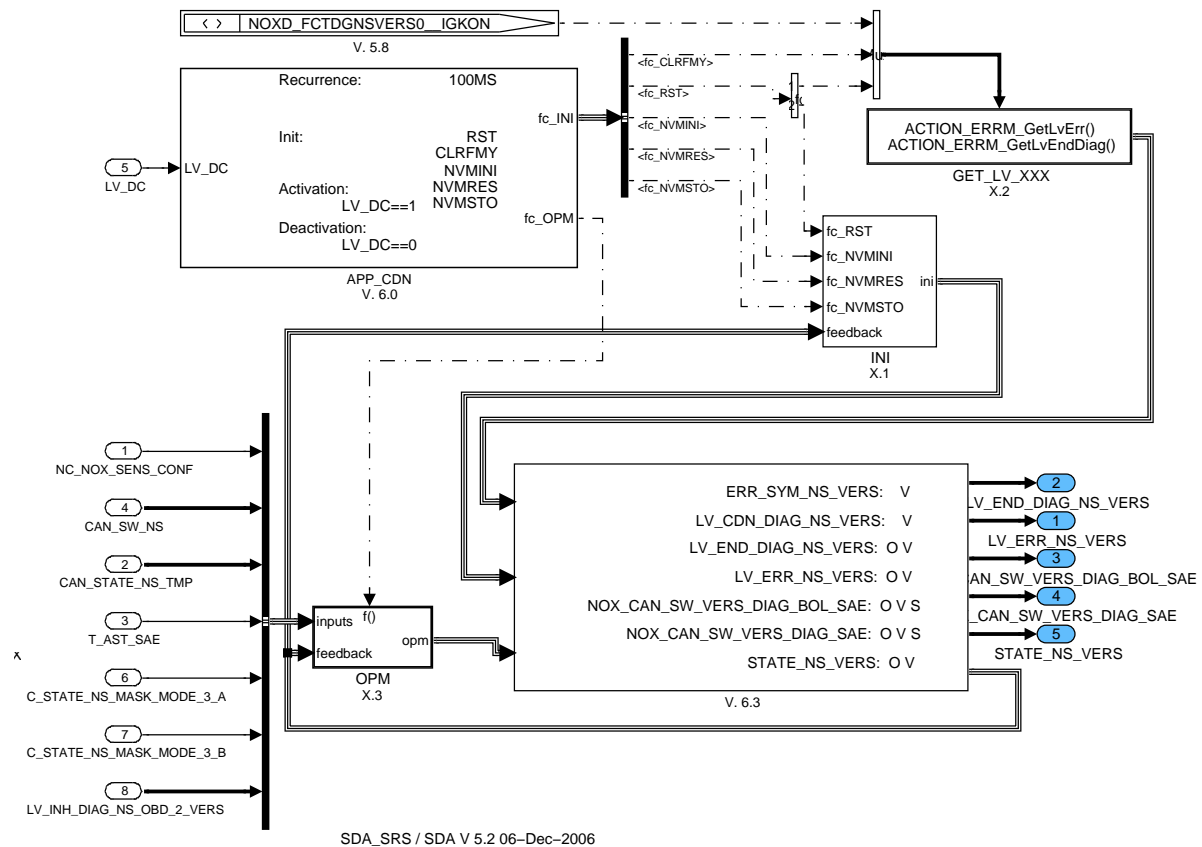 < > NOXD_FCTDGNSVERS0__IGKON
V. 5.8
Recurrence: 100MS
Init: RST
CLRFMY
NVMINI
NVMRES
NVMSTO
Activation:
LV_DC==1
Deactivation:
LV_DC==0
fc_INI
fc_OPM
LV_DC
5
LV_DC
APP_CDN
V. 6.0
<fc_CLRFMY>
<fc_RST>
<fc_NVMINI>
<fc_NVMRES>
<fc_NVMSTO>
1
2
ACTION_ERRM_GetLvErr()
ACTION_ERRM_GetLvEndDiag()
GET_LV_XXX
X.2
fc_RST
fc_NVMINI
fc_NVMRES
fc_NVMSTO
feedback
ini
INI
X.1
1
NC_NOX_SENS_CONF
4
CAN_SW_NS
2
CAN_STATE_NS_TMP
3
T_AST_SAE
6
C_STATE_NS_MASK_MODE_3_A
7
C_STATE_NS_MASK_MODE_3_B
8
LV_INH_DIAG_NS_OBD_2_VERS
inputs
f()
feedback
opm
OPM
X.3
ERR_SYM_NS_VERS: V
LV_CDN_DIAG_NS_VERS: V
LV_END_DIAG_NS_VERS: O V
LV_ERR_NS_VERS: O V
NOX_CAN_SW_VERS_DIAG_BOL_SAE: O V S
NOX_CAN_SW_VERS_DIAG_SAE: O V S
STATE_NS_VERS: O V
V. 6.3
2
LV_END_DIAG_NS_VERS
1
LV_ERR_NS_VERS
3
CAN_SW_VERS_DIAG_BOL_SAE
4
_CAN_SW_VERS_DIAG_SAE
5
STATE_NS_VERS
SDA_SRS / SDA V 5.2 06–Dec–2006